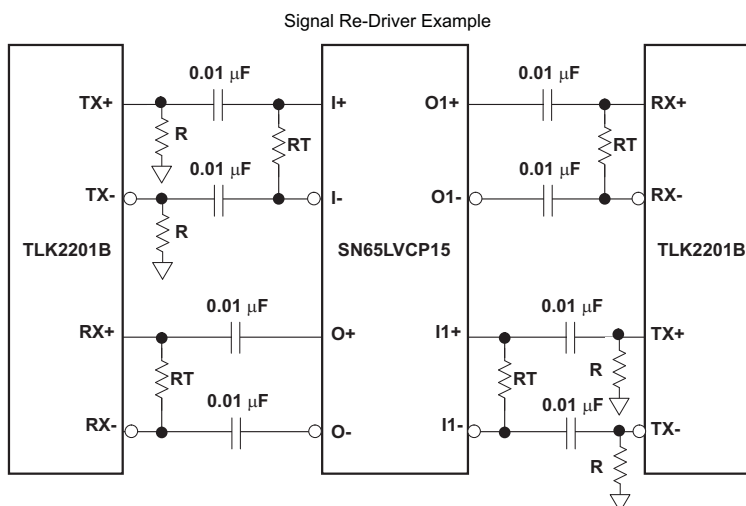 Signal Re-Driver Example
0.01 μF
0.01 μF
TX+
I+
O1+
RX+
R
RT
RT
0.01 μF
0.01 μF
TX-
I-
O1-
RX-
R
TLK2201B
SN65LVCP15
TLK2201B
0.01 μF
0.01 μF
RX+
O+
I1+
TX+
RT
RT
R
0.01 μF
0.01 μF
RX-
O-
I1-
TX-
R